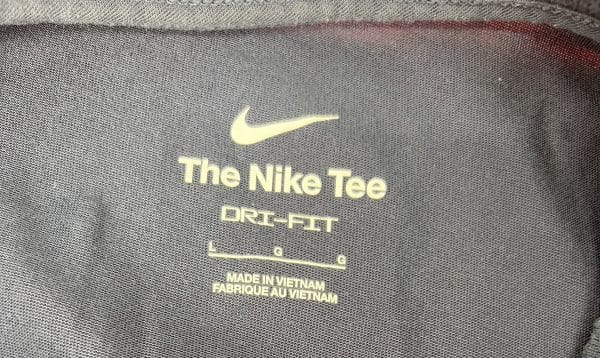 The Nike Tee
DRI-FIT
L G G
MADE IN VIETNAM
FABRIQUE AU VIETNAM